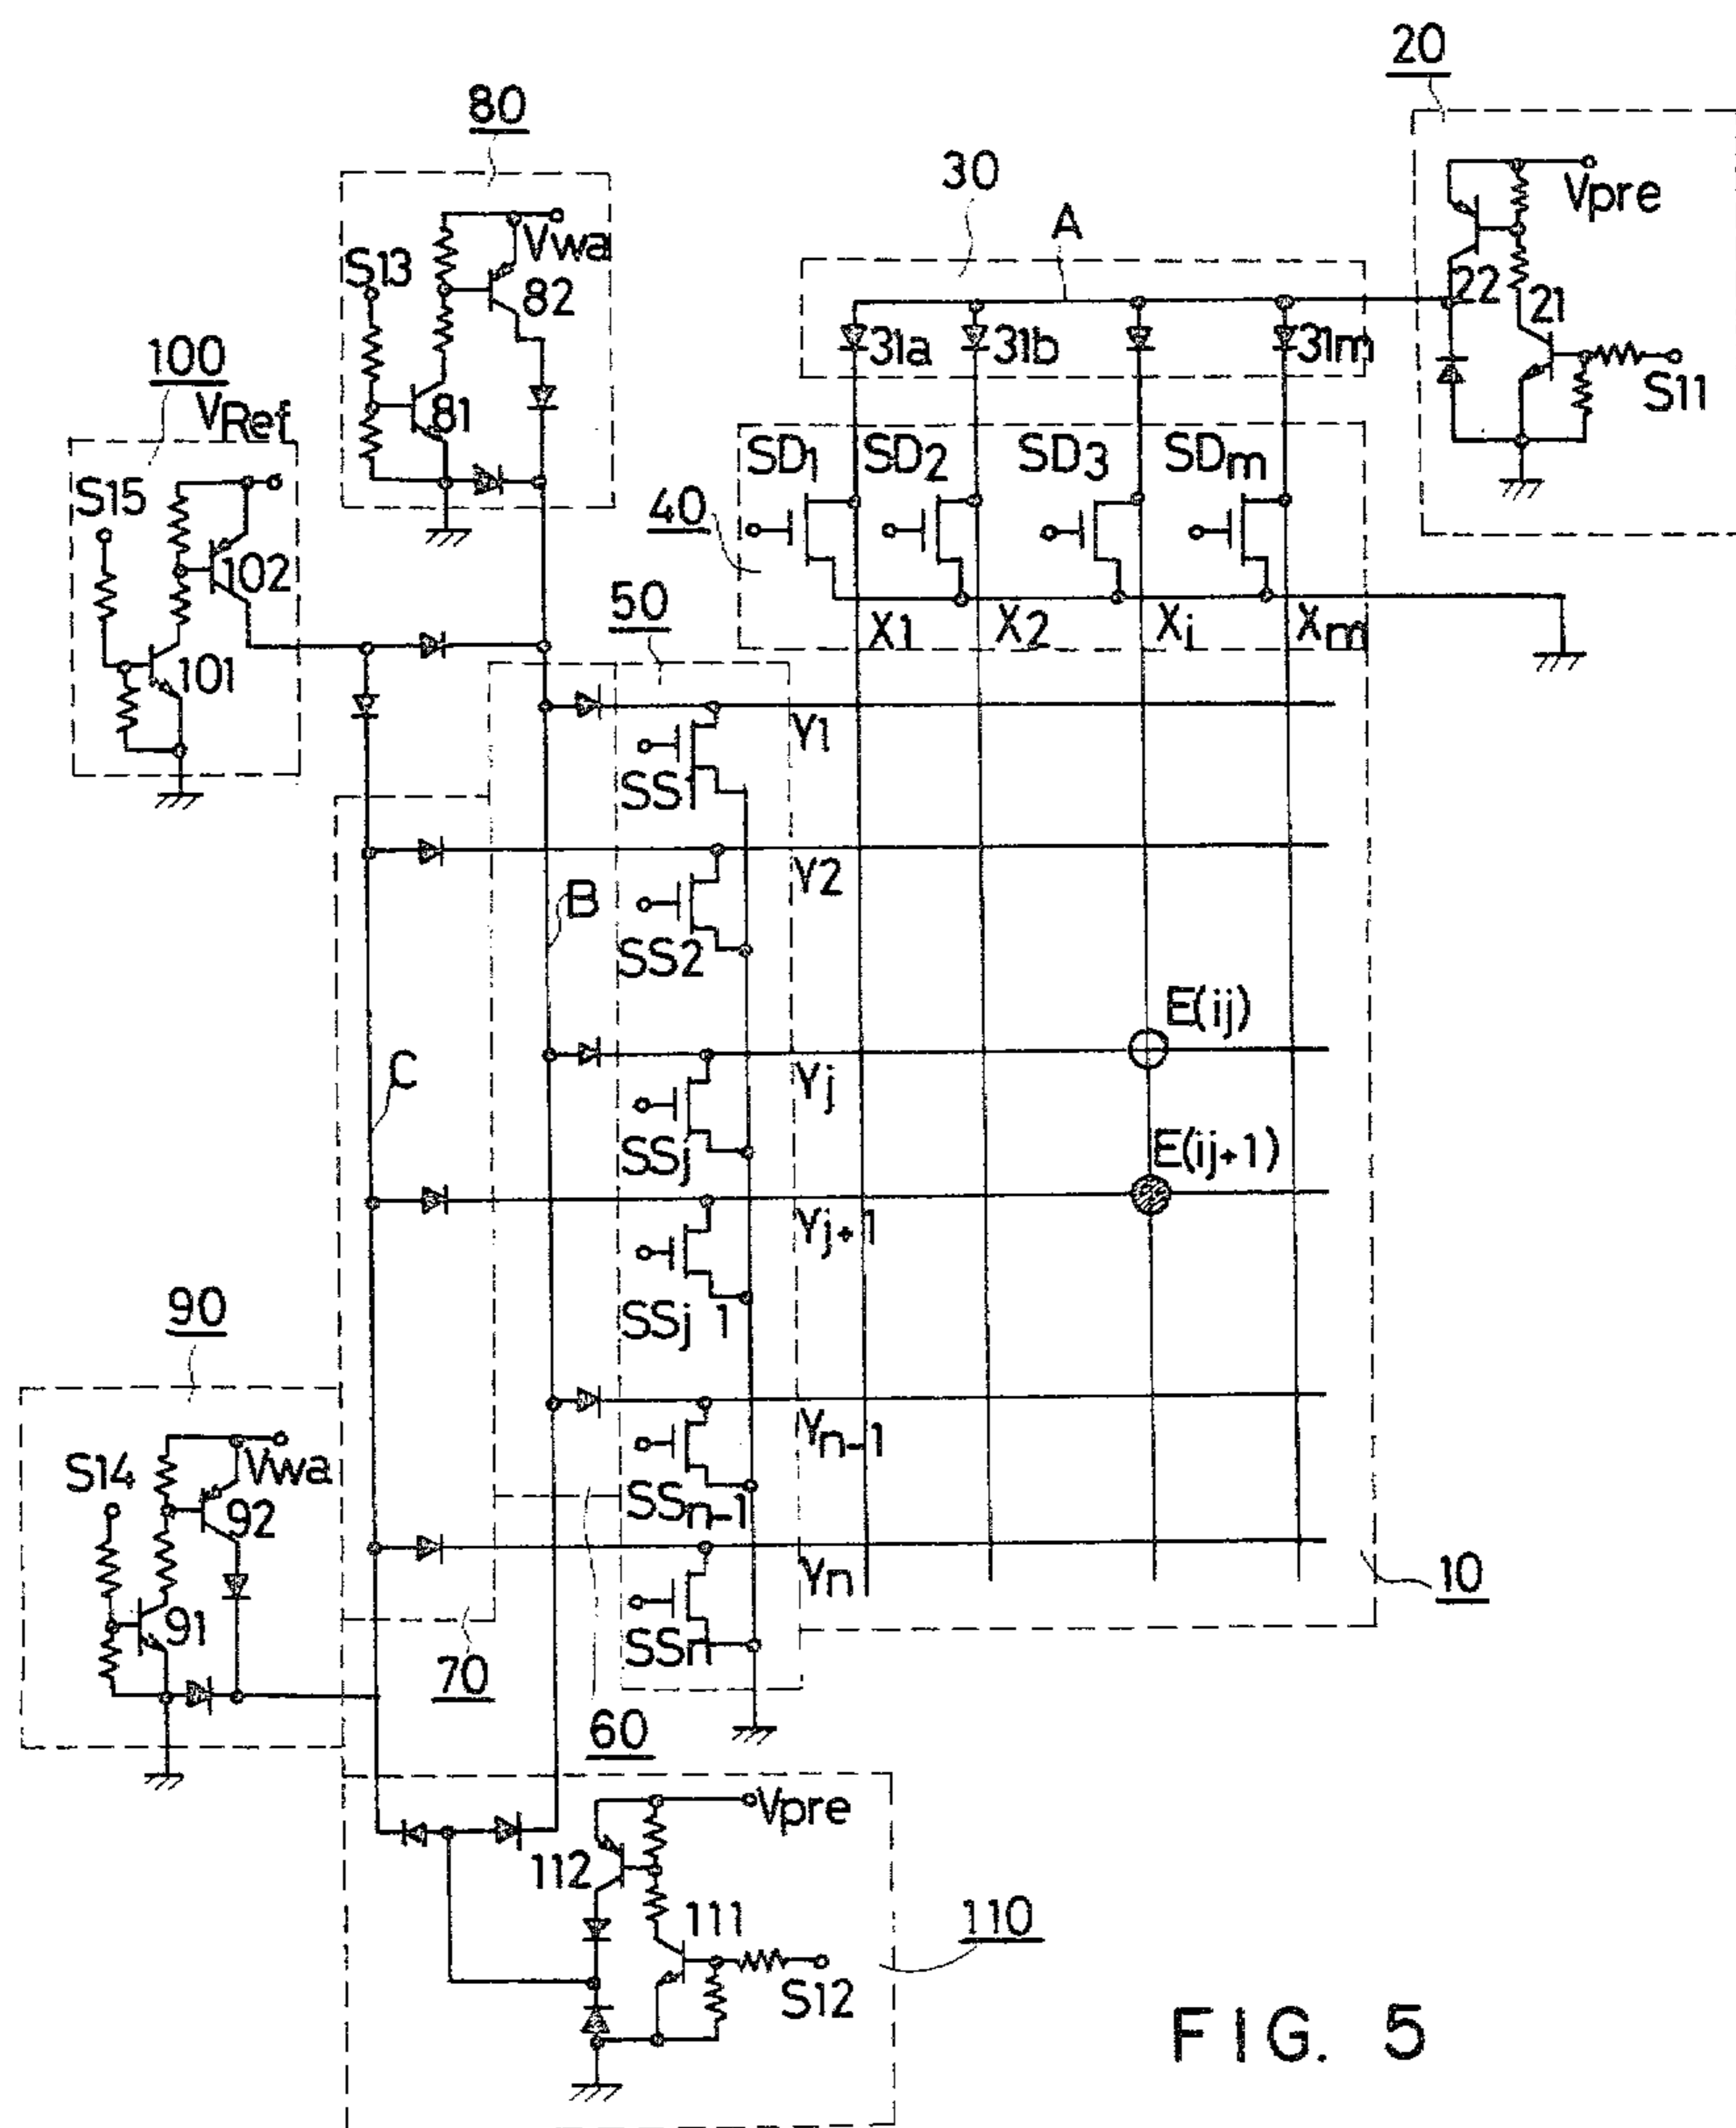 20
80
30
A
Vpre
22
21
S11
S13
Vwa
82
81
31a
31b
31m
100
VRef
S15
102
101
SD1
SD2
SD3
SDm
40
X1
X2
Xi
Xm
50
Y1
SS1
Y2
SS2
B
C
E(ij)
Yj
SSj
E(ij+1)
Yj+1
SSj 1
90
S14
Vwa
92
91
Yn-1
SSn-1
Yn
SSn
10
70
60
Vpre
112
111
S12
110
FIG. 5